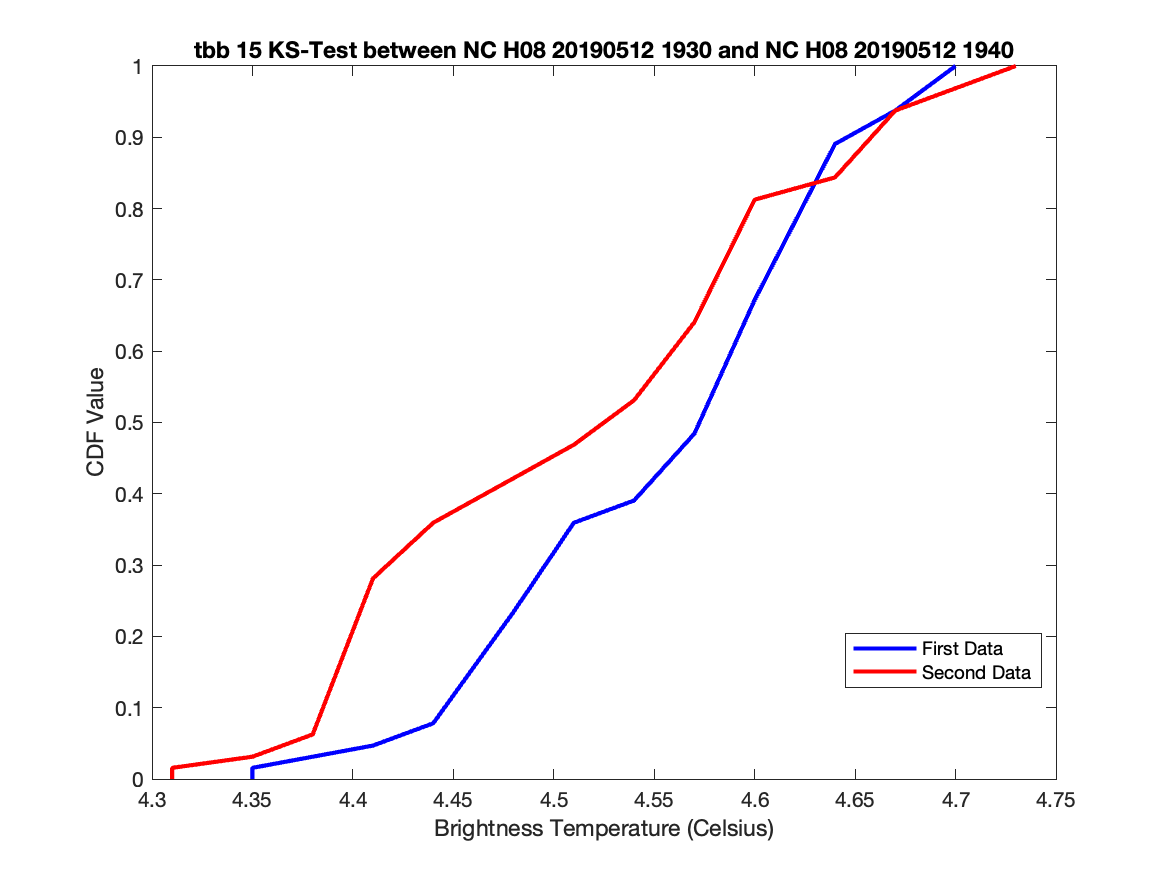 tbb 15 KS-Test between NC H08 20190512 1930 and NC H08 20190512 1940
1
0.9
0.8
0.7
0.6
0.5
0.4
0.3
0.2
0.1
0
CDF Value
First Data
Second Data
4.3 4.35 4.4 4.45 4.5 4.55 4.6 4.65 4.7 4.75
Brightness Temperature (Celsius)